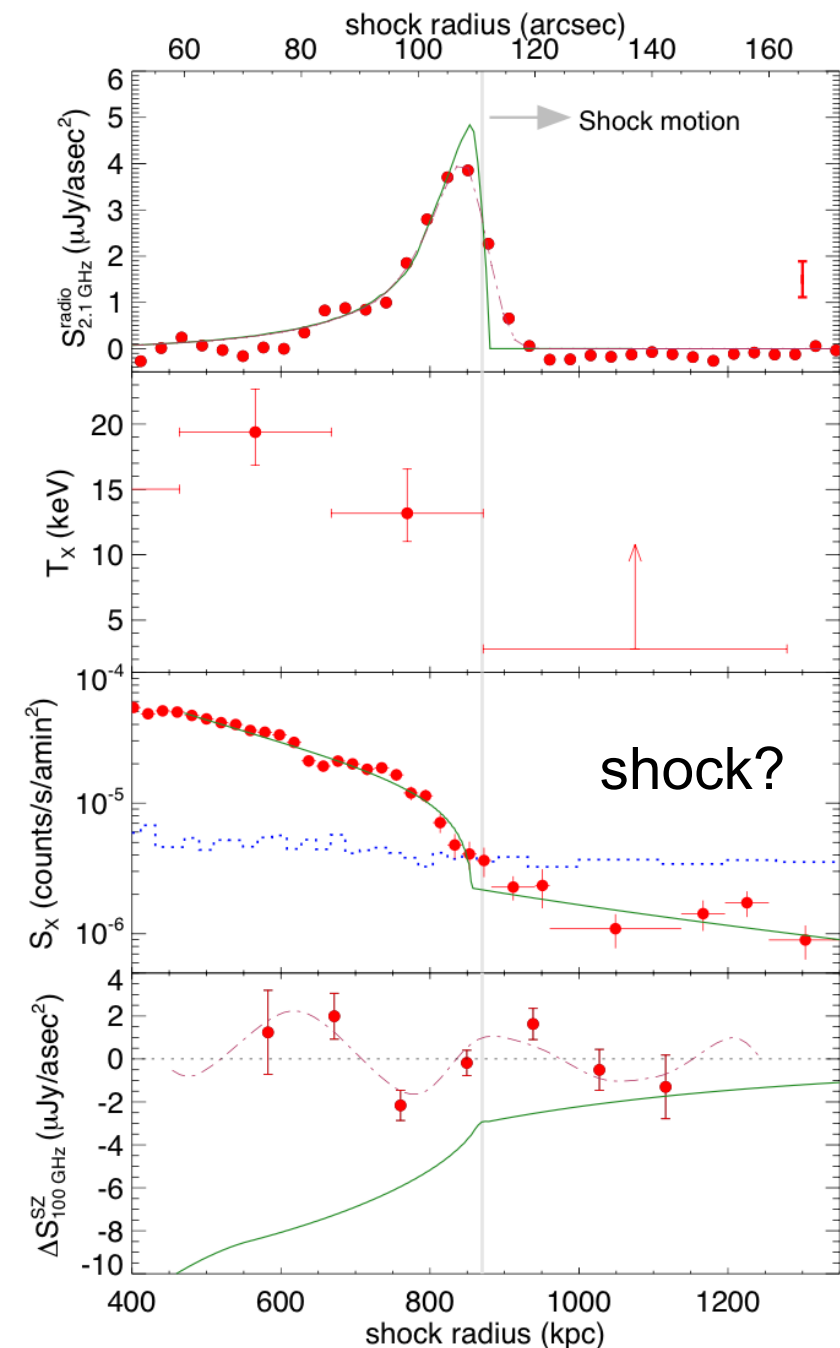 shock radius (arcsec)
60 80 100 120 140 160
6
5
4
3
2
1
0
S^radio_2.1 GHz (μJy/asec²)
Shock motion
20
15
10
5
T_X (keV)
10^-4
10^-5
10^-6
S_X (counts/s/amin²)
shock?
4
2
0
-2
-4
-6
-8
-10
ΔS^SZ_100 GHz (μJy/asec²)
400 600 800 1000 1200
shock radius (kpc)